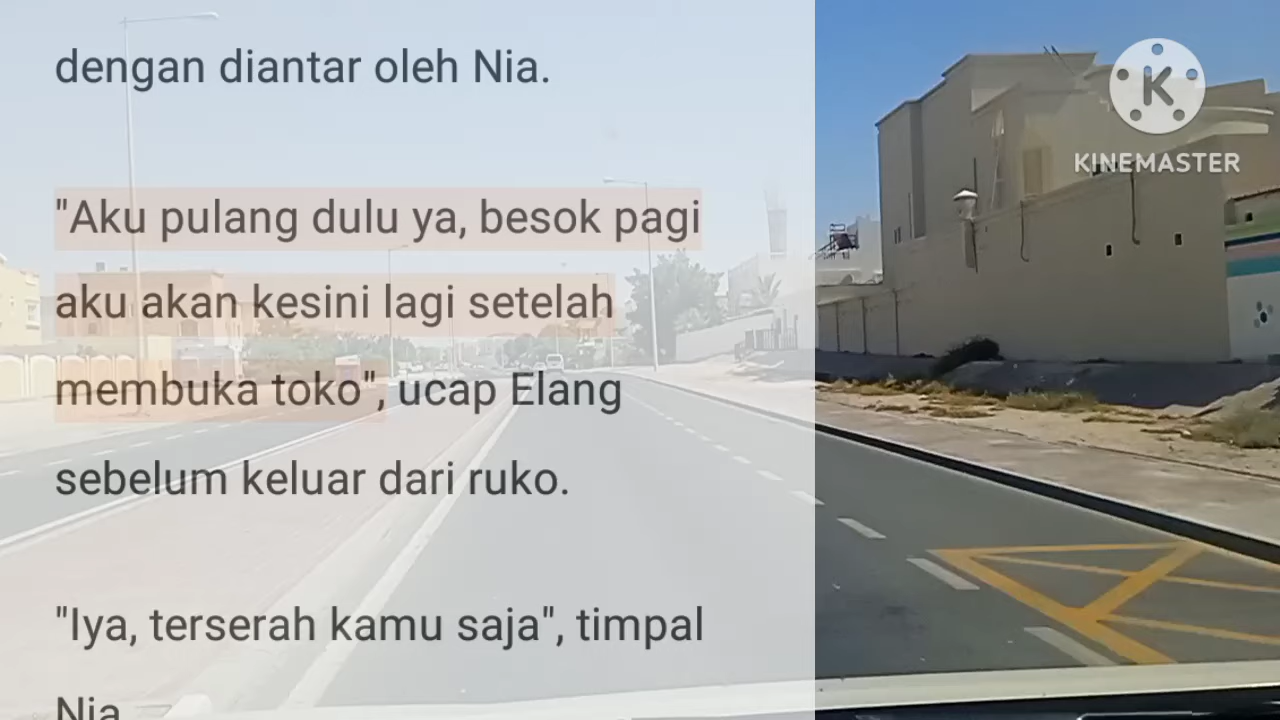 dengan diantar oleh Nia.
"Aku pulang dulu ya, besok pagi
aku akan kesini lagi setelah
membuka toko", ucap Elang
sebelum keluar dari ruko.
"Iya, terserah kamu saja", timpal
Nia
K
KINEMASTER